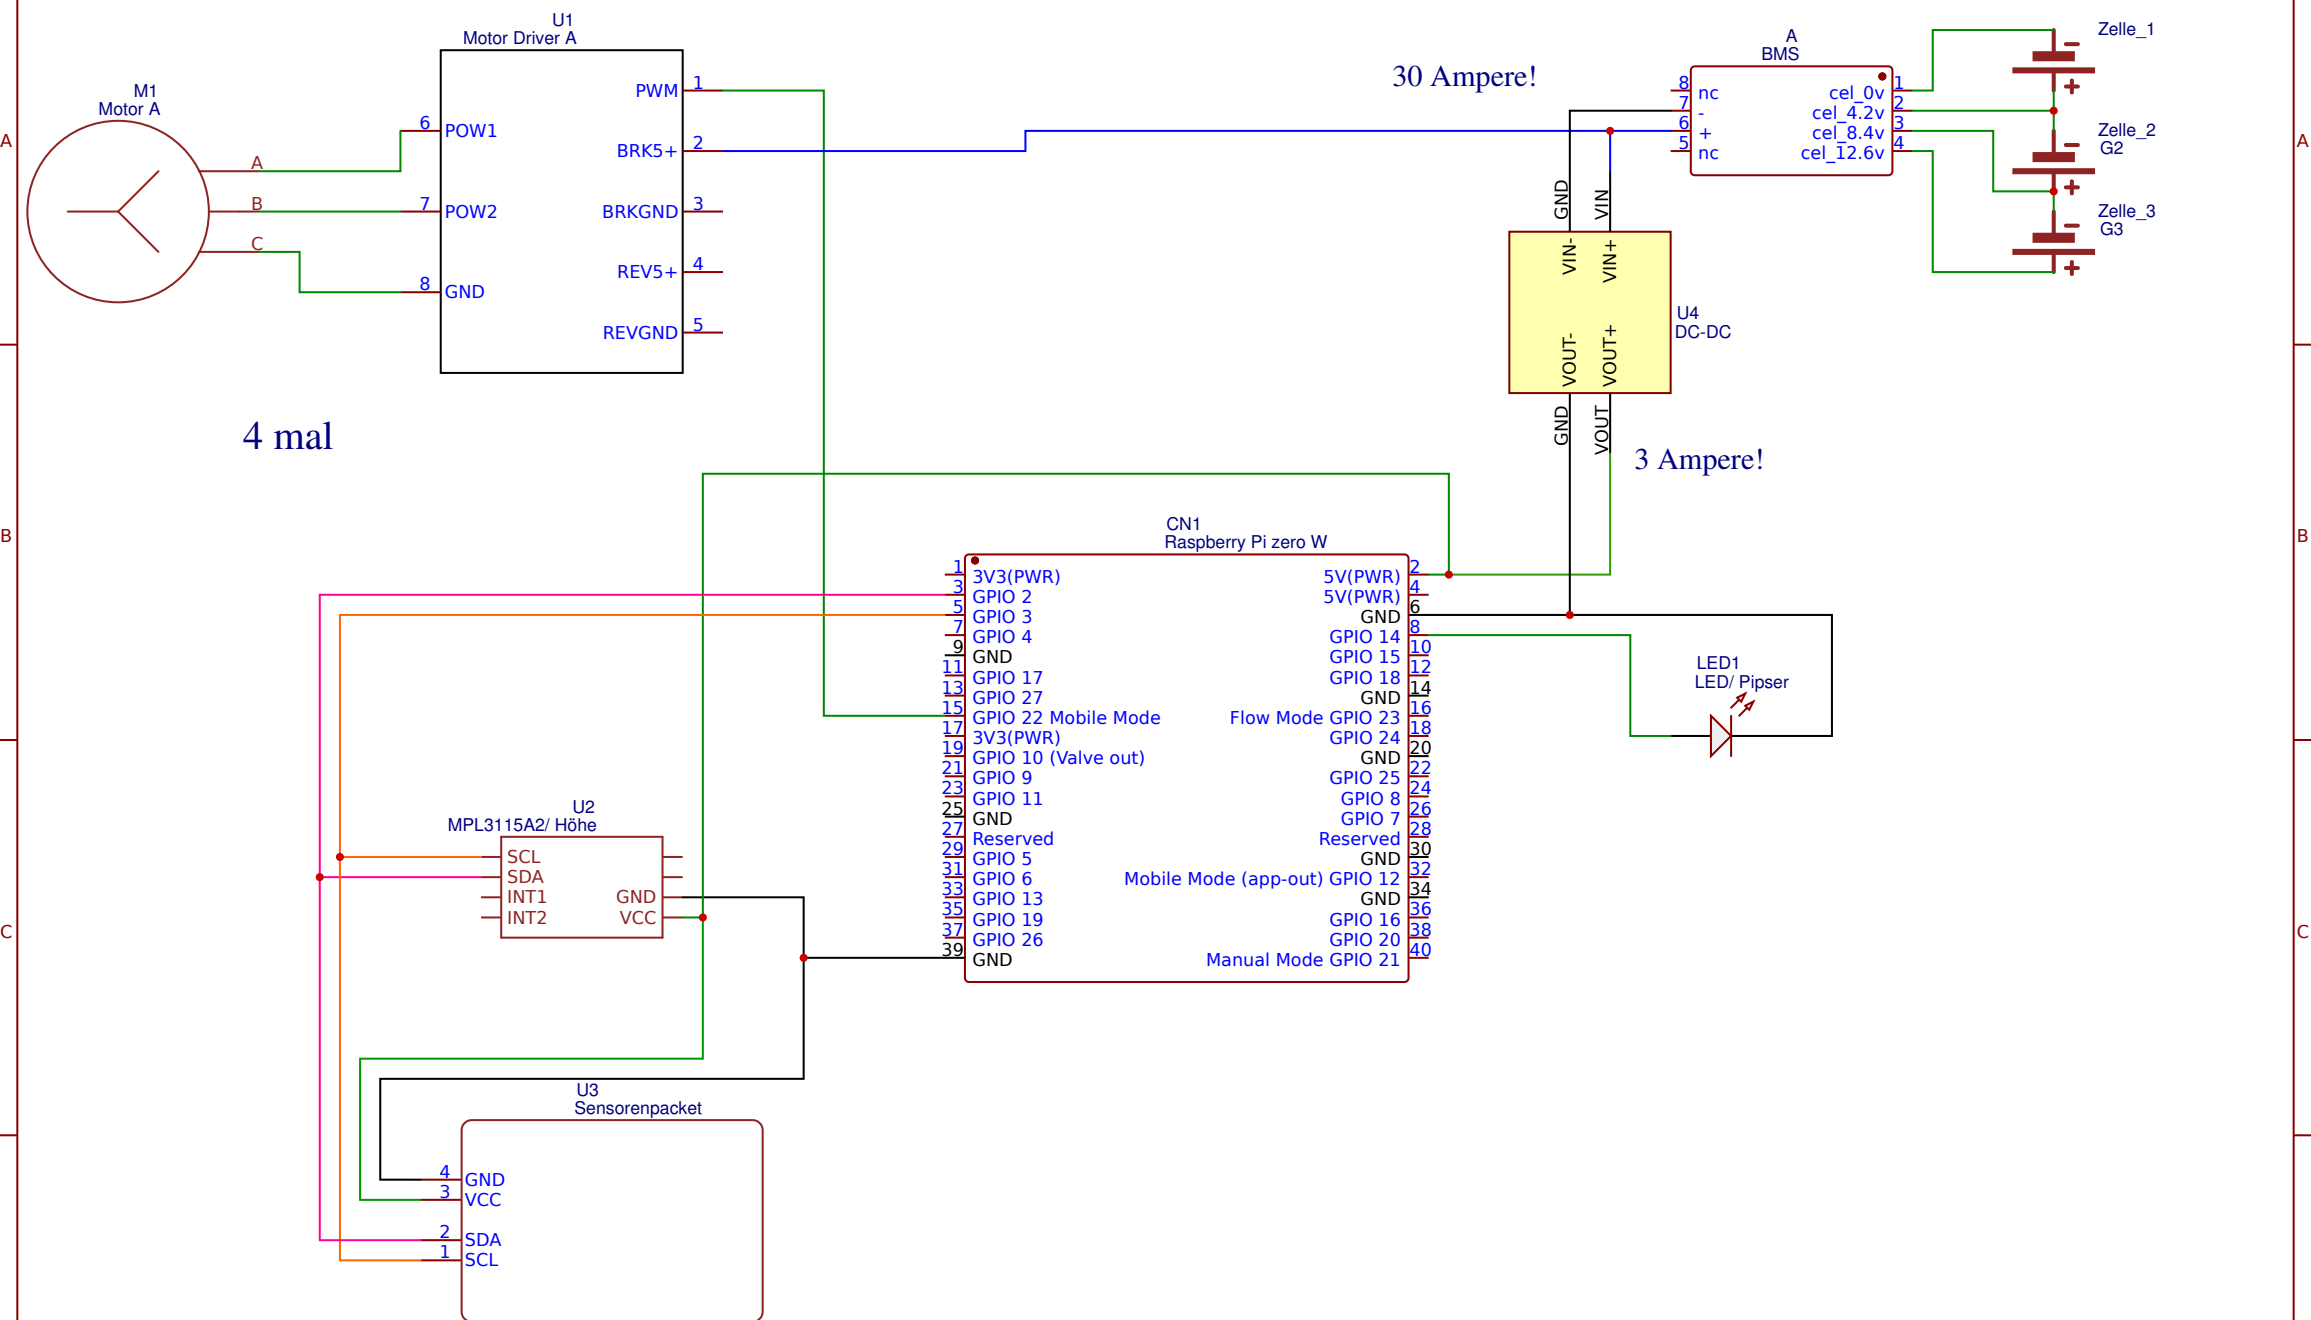 U1
Motor Driver A
M1
Motor A
A
B
C
6 POW1
7 POW2
8 GND
PWM 1
BRK5+ 2
BRKGND 3
REV5+ 4
REVGND 5
4 mal
30 Ampere!
A
BMS
8 nc
7 -
6 +
5 nc
cel_0v 1
cel_4.2v 2
cel_8.4v 3
cel_12.6v 4
Zelle_1
- +
Zelle_2
G2
- +
Zelle_3
G3
- +
GND VIN
VIN- VIN+
U4
DC-DC
VOUT- VOUT+
GND VOUT
3 Ampere!
CN1
Raspberry Pi zero W
1 3V3(PWR)
3 GPIO 2
5 GPIO 3
7 GPIO 4
9 GND
11 GPIO 17
13 GPIO 27
15 GPIO 22 Mobile Mode
17 3V3(PWR)
19 GPIO 10 (Valve out)
21 GPIO 9
23 GPIO 11
25 GND
27 Reserved
29 GPIO 5
31 GPIO 6
33 GPIO 13
35 GPIO 19
37 GPIO 26
39 GND
5V(PWR) 2
5V(PWR) 4
GND 6
GPIO 14 8
GPIO 15 10
GPIO 18 12
GND 14
Flow Mode GPIO 23 16
GPIO 24 18
GND 20
GPIO 25 22
GPIO 8 24
GPIO 7 26
Reserved 28
GND 30
Mobile Mode (app-out) GPIO 12 32
GND 34
GPIO 16 36
GPIO 20 38
Manual Mode GPIO 21 40
LED1
LED/ Pipser
U2
MPL3115A2/ Höhe
SCL
SDA
INT1
INT2
GND
VCC
U3
Sensorenpacket
4 GND
3 VCC
2 SDA
1 SCL
A
B
C
A
B
C